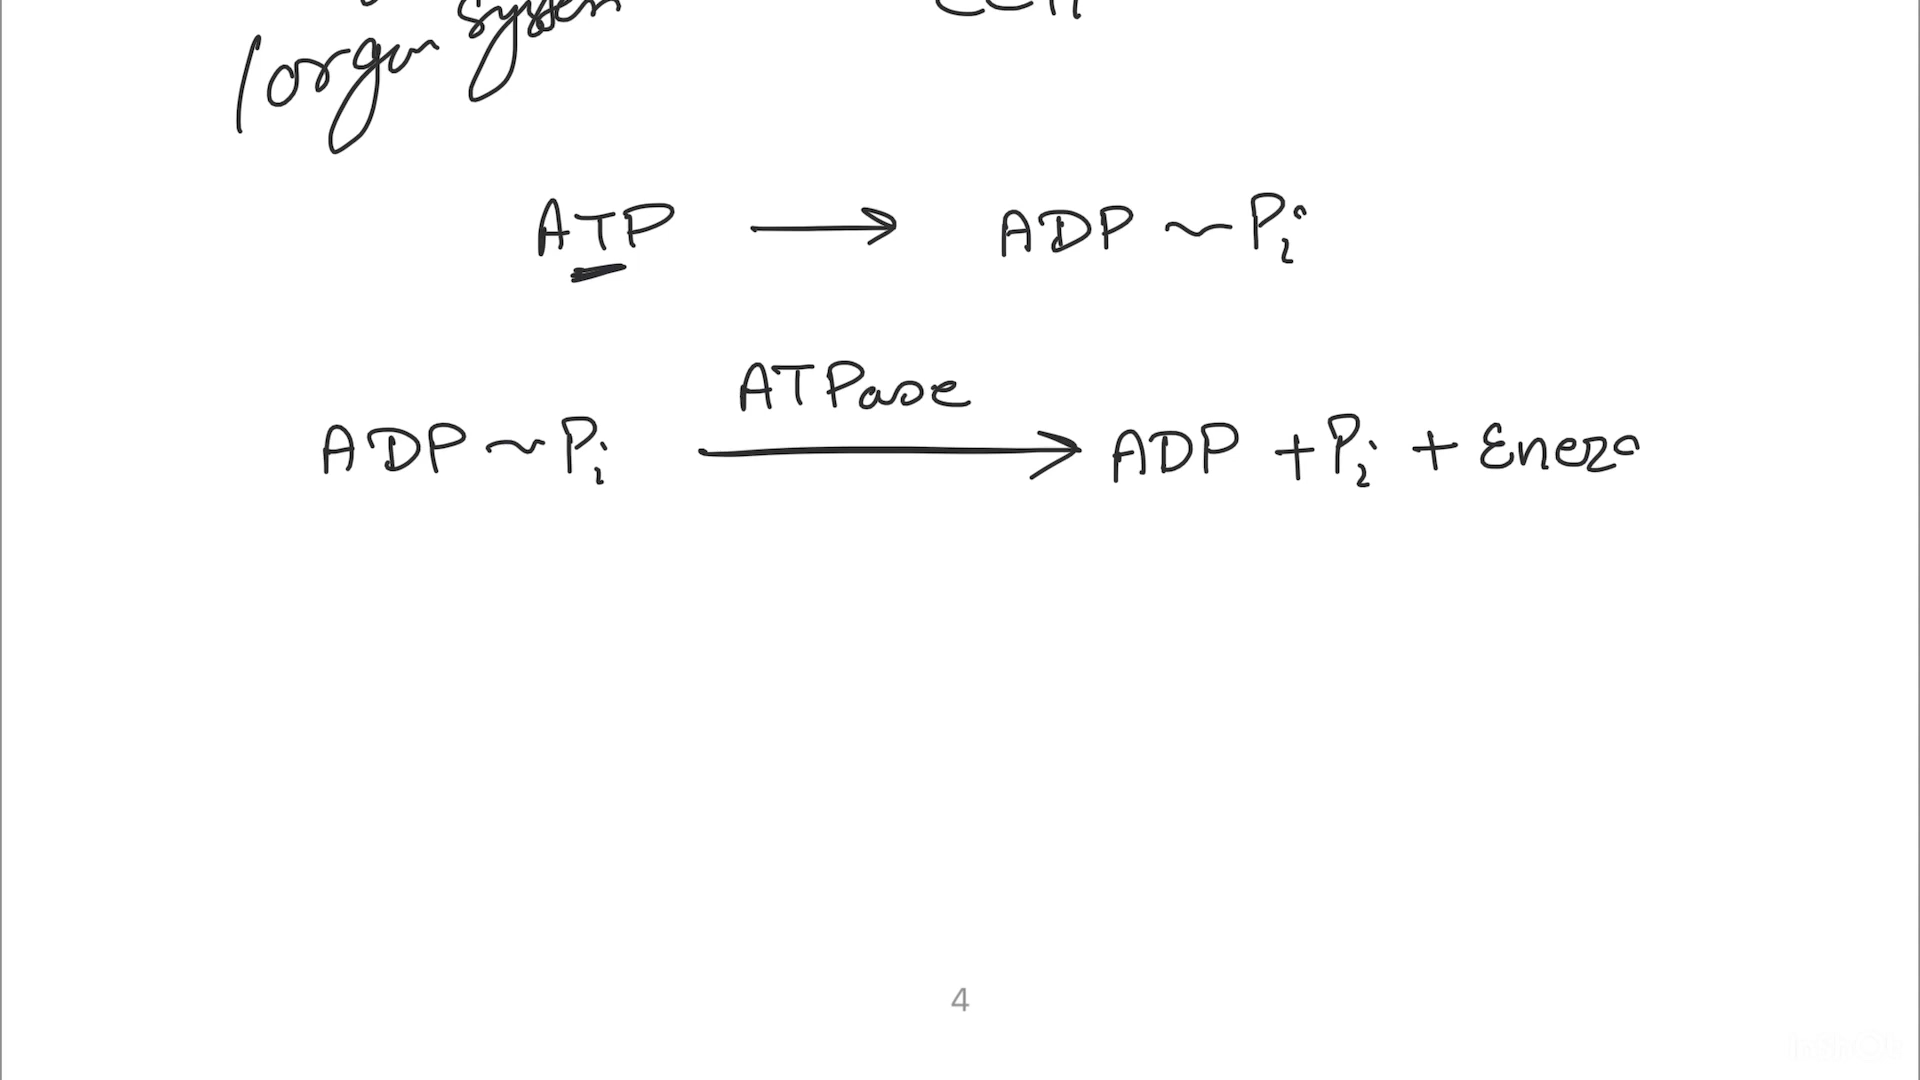 /organ system
ATP → ADP ~ Pi
ATPase
ADP ~ Pi → ADP + Pi + Energ
4